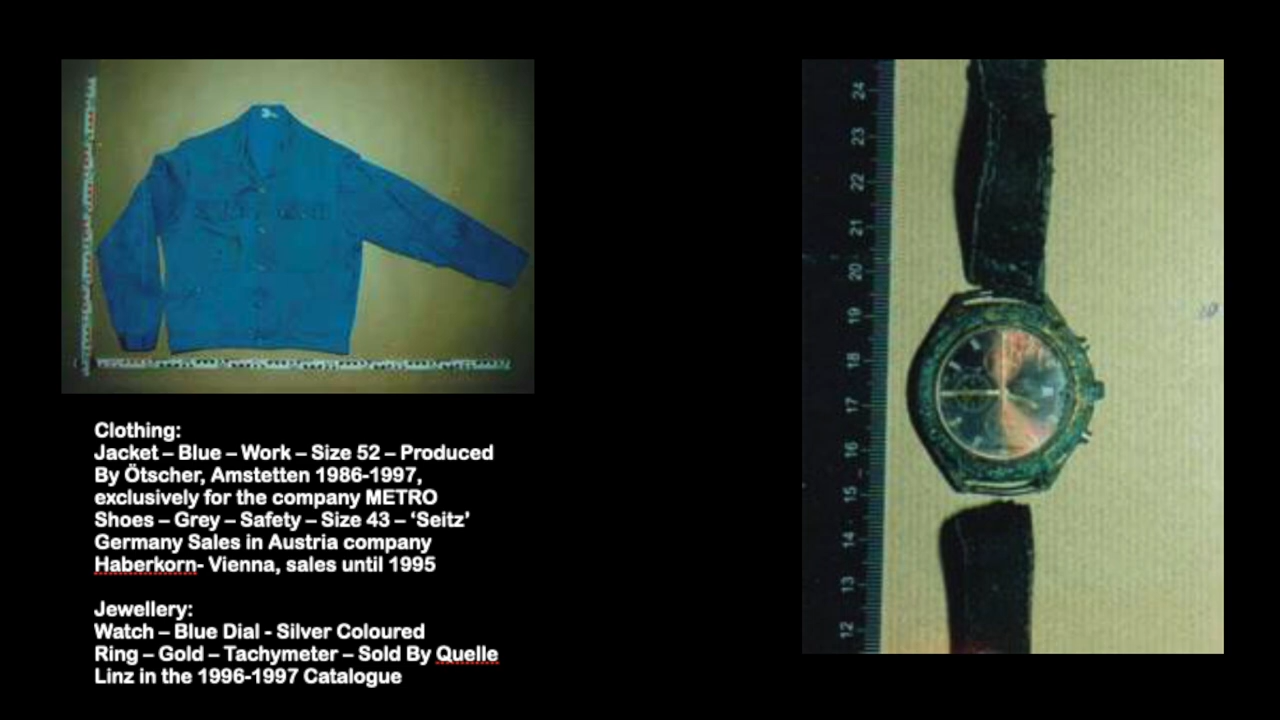 Clothing:
Jacket – Blue – Work – Size 52 – Produced
By Ötscher, Amstetten 1986-1997,
exclusively for the company METRO
Shoes – Grey – Safety – Size 43 – ‘Seitz’
Germany Sales in Austria company
Haberkorn- Vienna, sales until 1995
Jewellery:
Watch – Blue Dial - Silver Coloured
Ring – Gold – Tachymeter – Sold By Quelle
Linz in the 1996-1997 Catalogue
24
23
22
21
20
19
18
17
16
15
14
13
12